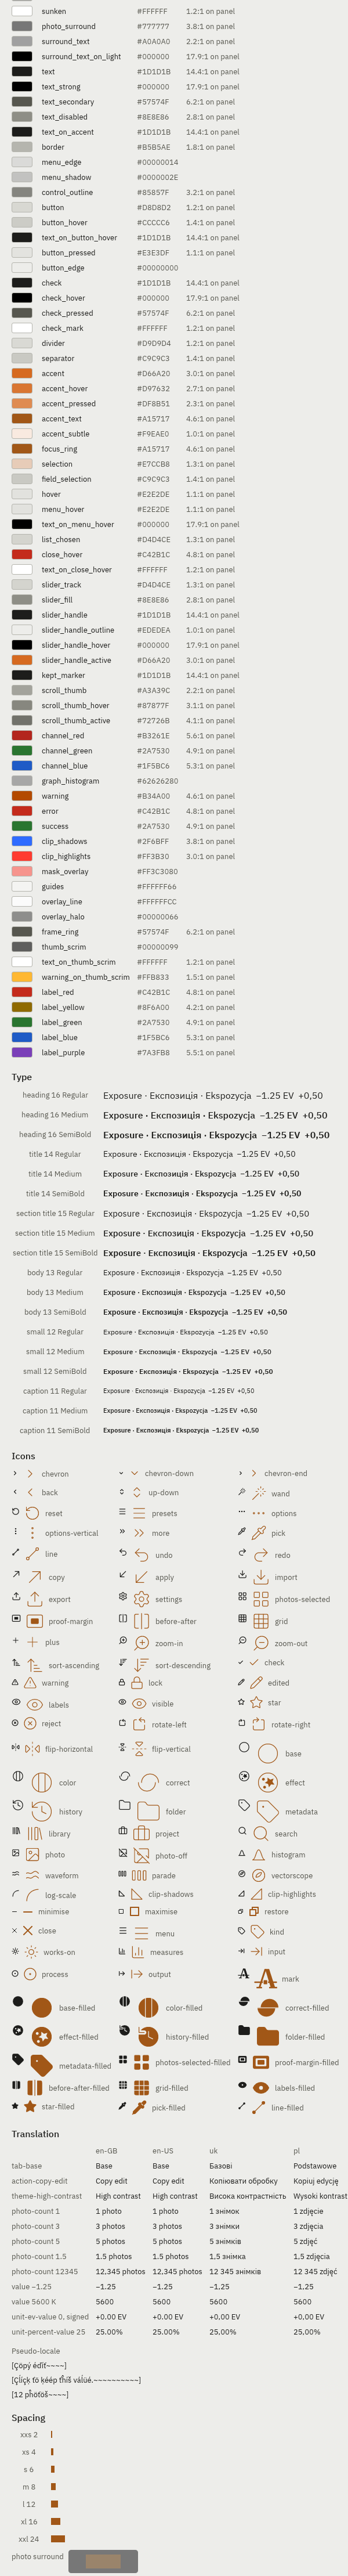 sunken #FFFFFF 1.2:1 on panel
photo_surround #777777 3.8:1 on panel
surround_text #A0A0A0 2.2:1 on panel
surround_text_on_light #000000 17.9:1 on panel
text #1D1D1B 14.4:1 on panel
text_strong #000000 17.9:1 on panel
text_secondary #57574F 6.2:1 on panel
text_disabled #8E8E86 2.8:1 on panel
text_on_accent #1D1D1B 14.4:1 on panel
border #B5B5AE 1.8:1 on panel
menu_edge #00000014
menu_shadow #0000002E
control_outline #85857F 3.2:1 on panel
button #D8D8D2 1.2:1 on panel
button_hover #CCCCC6 1.4:1 on panel
text_on_button_hover #1D1D1B 14.4:1 on panel
button_pressed #E3E3DF 1.1:1 on panel
button_edge #00000000
check #1D1D1B 14.4:1 on panel
check_hover #000000 17.9:1 on panel
check_pressed #57574F 6.2:1 on panel
check_mark #FFFFFF 1.2:1 on panel
divider #D9D9D4 1.2:1 on panel
separator #C9C9C3 1.4:1 on panel
accent #D66A20 3.0:1 on panel
accent_hover #D97632 2.7:1 on panel
accent_pressed #DF8B51 2.3:1 on panel
accent_text #A15717 4.6:1 on panel
accent_subtle #F9EAE0 1.0:1 on panel
focus_ring #A15717 4.6:1 on panel
selection #E7CCB8 1.3:1 on panel
field_selection #C9C9C3 1.4:1 on panel
hover #E2E2DE 1.1:1 on panel
menu_hover #E2E2DE 1.1:1 on panel
text_on_menu_hover #000000 17.9:1 on panel
list_chosen #D4D4CE 1.3:1 on panel
close_hover #C42B1C 4.8:1 on panel
text_on_close_hover #FFFFFF 1.2:1 on panel
slider_track #D4D4CE 1.3:1 on panel
slider_fill #8E8E86 2.8:1 on panel
slider_handle #1D1D1B 14.4:1 on panel
slider_handle_outline #EDEDEA 1.0:1 on panel
slider_handle_hover #000000 17.9:1 on panel
slider_handle_active #D66A20 3.0:1 on panel
kept_marker #1D1D1B 14.4:1 on panel
scroll_thumb #A3A39C 2.2:1 on panel
scroll_thumb_hover #87877F 3.1:1 on panel
scroll_thumb_active #72726B 4.1:1 on panel
channel_red #B3261E 5.6:1 on panel
channel_green #2A7530 4.9:1 on panel
channel_blue #1F5BC6 5.3:1 on panel
graph_histogram #62626280
warning #B34A00 4.6:1 on panel
error #C42B1C 4.8:1 on panel
success #2A7530 4.9:1 on panel
clip_shadows #2F6BFF 3.8:1 on panel
clip_highlights #FF3B30 3.0:1 on panel
mask_overlay #FF3C3080
guides #FFFFFF66
overlay_line #FFFFFFCC
overlay_halo #00000066
frame_ring #57574F 6.2:1 on panel
thumb_scrim #00000099
text_on_thumb_scrim #FFFFFF 1.2:1 on panel
warning_on_thumb_scrim #FFB833 1.5:1 on panel
label_red #C42B1C 4.8:1 on panel
label_yellow #8F6A00 4.2:1 on panel
label_green #2A7530 4.9:1 on panel
label_blue #1F5BC6 5.3:1 on panel
label_purple #7A3FB8 5.5:1 on panel
Type
heading 16 Regular Exposure · Експозиція · Ekspozycja −1.25 EV +0,50
heading 16 Medium Exposure · Експозиція · Ekspozycja −1.25 EV +0,50
heading 16 SemiBold Exposure · Експозиція · Ekspozycja −1.25 EV +0,50
title 14 Regular Exposure · Експозиція · Ekspozycja −1.25 EV +0,50
title 14 Medium Exposure · Експозиція · Ekspozycja −1.25 EV +0,50
title 14 SemiBold Exposure · Експозиція · Ekspozycja −1.25 EV +0,50
section title 15 Regular Exposure · Експозиція · Ekspozycja −1.25 EV +0,50
section title 15 Medium Exposure · Експозиція · Ekspozycja −1.25 EV +0,50
section title 15 SemiBold Exposure · Експозиція · Ekspozycja −1.25 EV +0,50
body 13 Regular Exposure · Експозиція · Ekspozycja −1.25 EV +0,50
body 13 Medium Exposure · Експозиція · Ekspozycja −1.25 EV +0,50
body 13 SemiBold Exposure · Експозиція · Ekspozycja −1.25 EV +0,50
small 12 Regular Exposure · Експозиція · Ekspozycja −1.25 EV +0,50
small 12 Medium Exposure · Експозиція · Ekspozycja −1.25 EV +0,50
small 12 SemiBold Exposure · Експозиція · Ekspozycja −1.25 EV +0,50
caption 11 Regular Exposure · Експозиція · Ekspozycja −1.25 EV +0,50
caption 11 Medium Exposure · Експозиція · Ekspozycja −1.25 EV +0,50
caption 11 SemiBold Exposure · Експозиція · Ekspozycja −1.25 EV +0,50
Icons
chevron chevron-down chevron-end
back up-down wand
reset presets options
options-vertical more pick
line undo redo
copy apply import
export settings photos-selected
proof-margin before-after grid
plus zoom-in zoom-out
sort-ascending sort-descending check
warning lock edited
labels visible star
reject rotate-left rotate-right
flip-horizontal flip-vertical base
color correct effect
history folder metadata
library project search
photo photo-off histogram
waveform parade vectorscope
log-scale clip-shadows clip-highlights
minimise maximise restore
close menu kind
works-on measures input
process output mark
base-filled color-filled correct-filled
effect-filled history-filled folder-filled
metadata-filled photos-selected-filled proof-margin-filled
before-after-filled grid-filled labels-filled
star-filled pick-filled line-filled
Translation
en-GB en-US uk pl
tab-base Base Base Базові Podstawowe
action-copy-edit Copy edit Copy edit Копіювати обробку Kopiuj edycję
theme-high-contrast High contrast High contrast Висока контрастність Wysoki kontrast
photo-count 1 1 photo 1 photo 1 знімок 1 zdjęcie
photo-count 3 3 photos 3 photos 3 знімки 3 zdjęcia
photo-count 5 5 photos 5 photos 5 знімків 5 zdjęć
photo-count 1.5 1.5 photos 1.5 photos 1,5 знімка 1,5 zdjęcia
photo-count 12345 12,345 photos 12,345 photos 12 345 знімків 12 345 zdjęć
value −1.25 −1.25 −1.25 −1,25 −1,25
value 5600 K 5600 5600 5600 5600
unit-ev-value 0, signed +0.00 EV +0.00 EV +0,00 EV +0,00 EV
unit-percent-value 25 25.00% 25.00% 25,00% 25,00%
Pseudo-locale
Spacing
xxs 2
xs 4
s 6
m 8
l 12
xl 16
xxl 24
photo surround